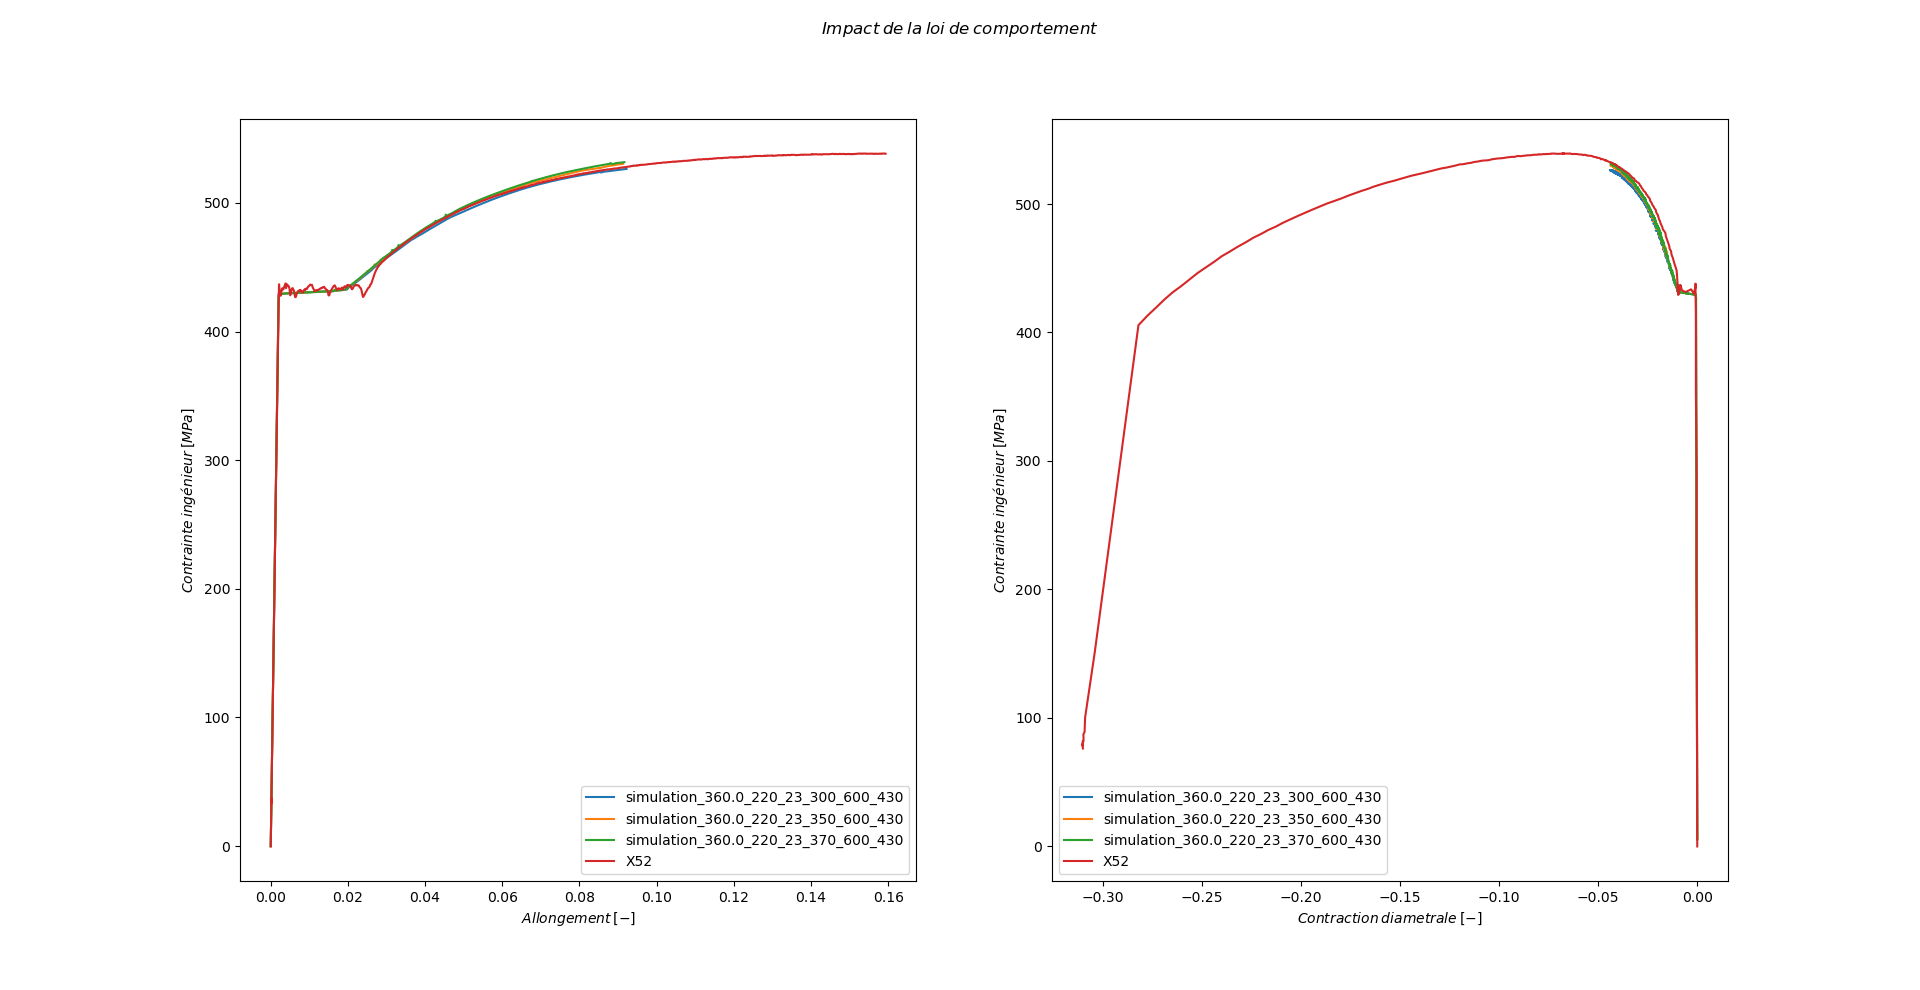 Impact de la loi de comportement
Contrainte ingénieur [MPa]
500
400
300
200
100
0
0.00 0.02 0.04 0.06 0.08 0.10 0.12 0.14 0.16
Allongement [−]
simulation_360.0_220_23_300_600_430
simulation_360.0_220_23_350_600_430
simulation_360.0_220_23_370_600_430
X52
Contrainte ingénieur [MPa]
500
400
300
200
100
0
−0.30 −0.25 −0.20 −0.15 −0.10 −0.05 0.00
Contraction diametrale [−]
simulation_360.0_220_23_300_600_430
simulation_360.0_220_23_350_600_430
simulation_360.0_220_23_370_600_430
X52